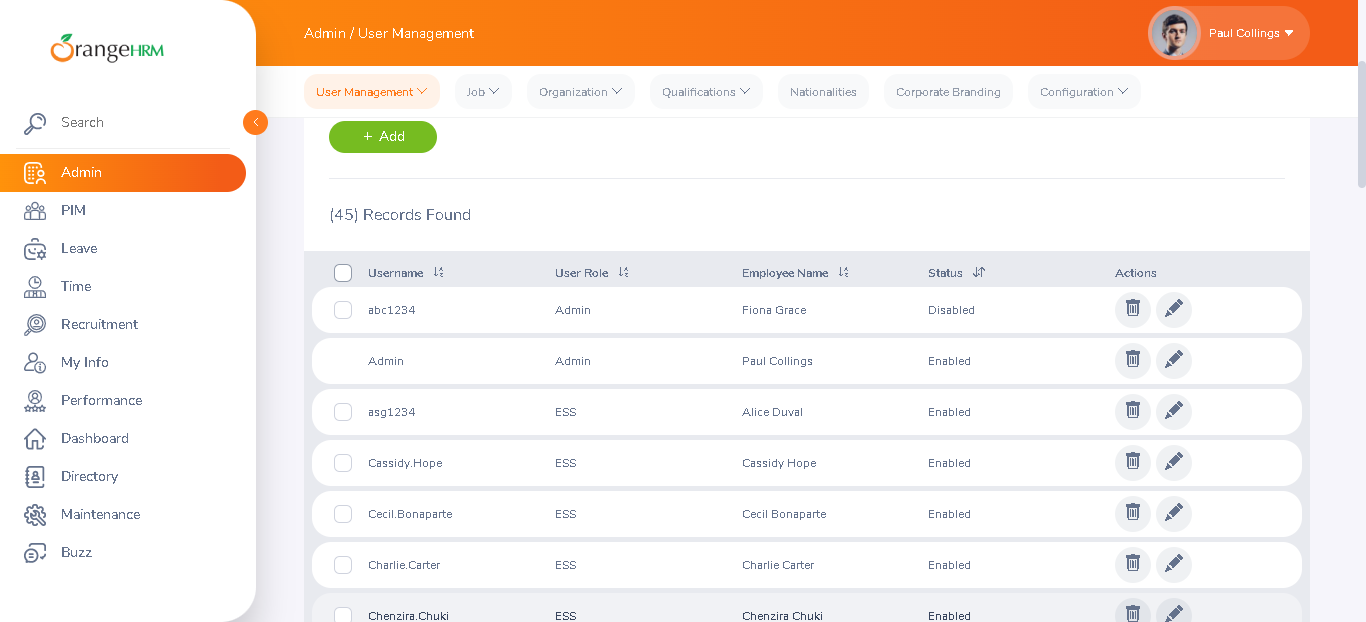 OrangeHRM
Admin / User Management
Paul Collings
User Management
Job
Organization
Qualifications
Nationalities
Corporate Branding
Configuration
Search
Admin
PIM
Leave
Time
Recruitment
My Info
Performance
Dashboard
Directory
Maintenance
Buzz
+ Add
(45) Records Found
Username User Role Employee Name Status Actions
abc1234 Admin Fiona Grace Disabled
Admin Admin Paul Collings Enabled
asg1234 ESS Alice Duval Enabled
Cassidy.Hope ESS Cassidy Hope Enabled
Cecil.Bonaparte ESS Cecil Bonaparte Enabled
Charlie.Carter ESS Charlie Carter Enabled
Chenzira.Chuki ESS Chenzira Chuki Enabled